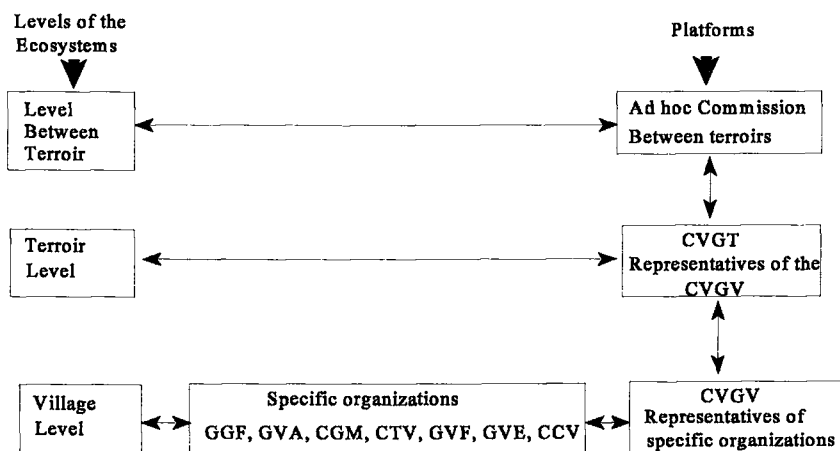 Levels of the
Ecosystems
Platforms
Level
Between
Terroir
Ad hoc Commission
Between terroirs
Terroir
Level
CVGT
Representatives of the
CVGV
Village
Level
Specific organizations
GGF, GVA, CGM, CTV, GVF, GVE, CCV
CVGV
Representatives of
specific organizations